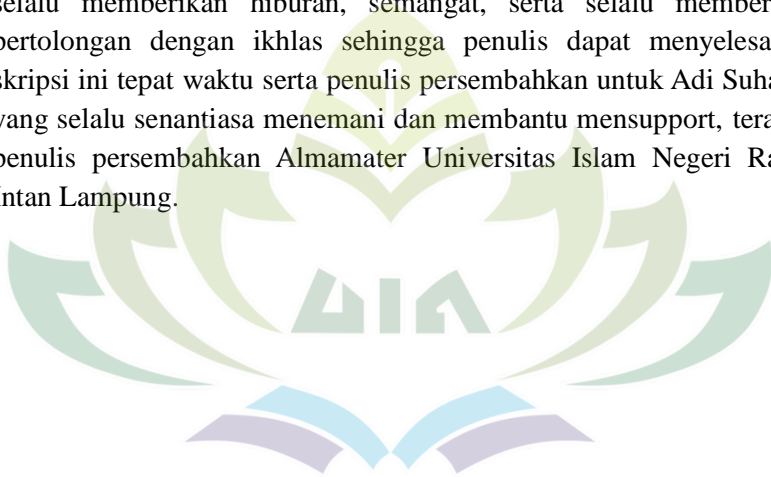 selalu memberikan hiburan, semangat, serta selalu member
pertolongan dengan ikhlas sehingga penulis dapat menyelesa
skripsi ini tepat waktu serta penulis persembahkan untuk Adi Suha
yang selalu senantiasa menemani dan membantu mensupport, tera
penulis persembahkan Almamater Universitas Islam Negeri Ra
Intan Lampung.
UIN